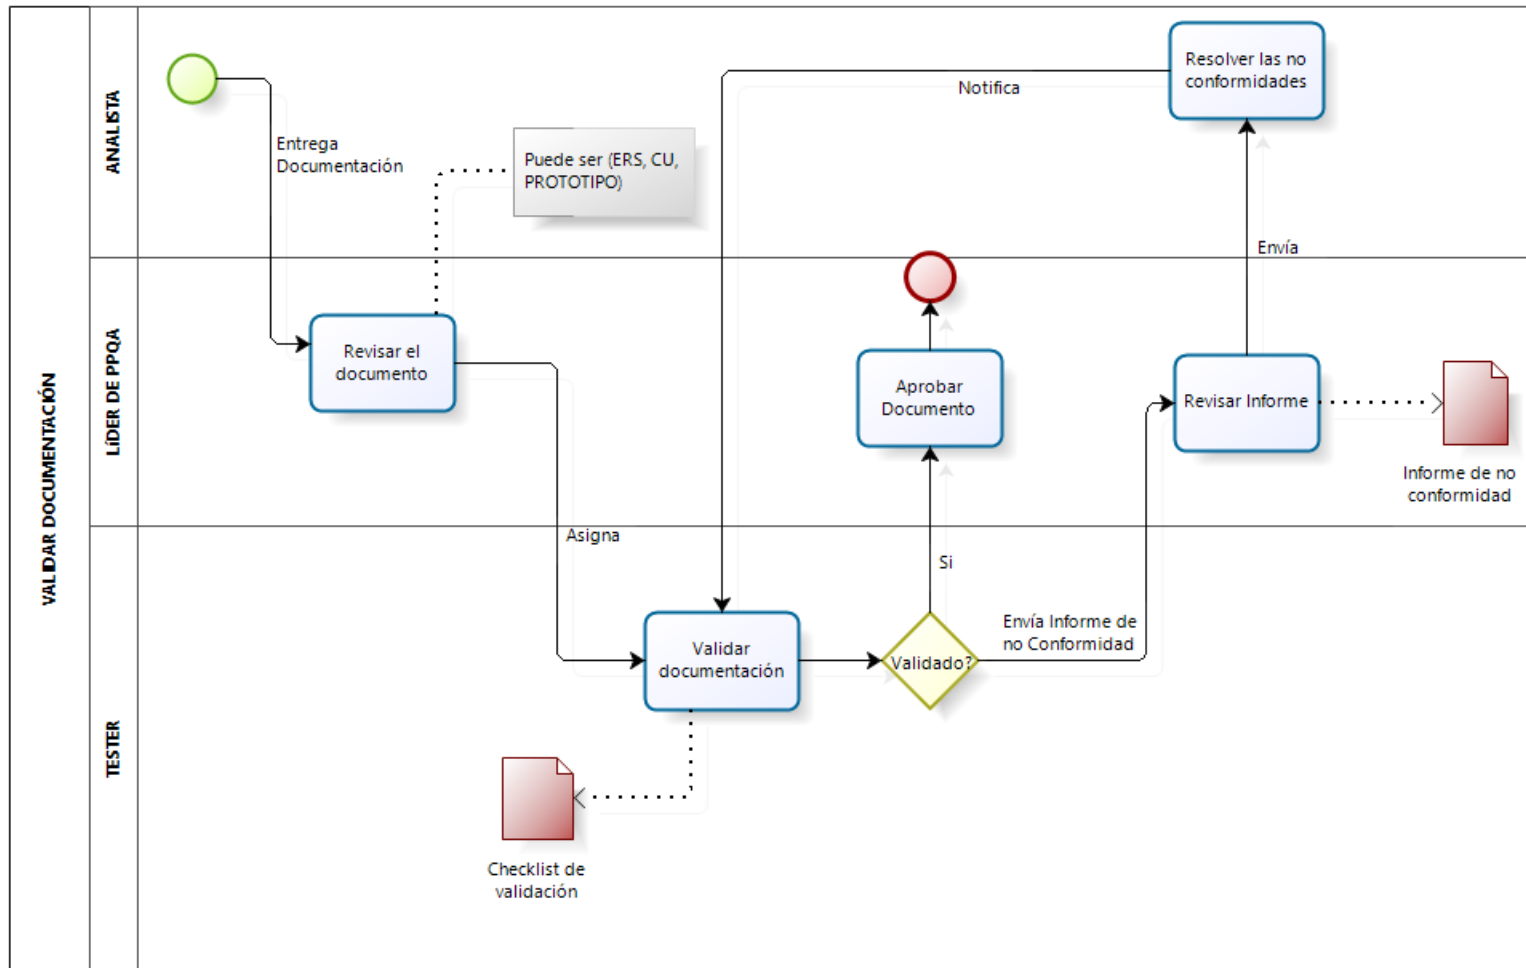 VALIDAR DOCUMENTACIÓN
ANALISTA
Entrega
Documentación
Puede ser (ERS, CU,
PROTOTIPO)
Notifica
Resolver las no
conformidades
Envía
LíDER DE PPQA
Revisar el
documento
Aprobar
Documento
Revisar Informe
Informe de no
conformidad
TESTER
Asigna
Si
Validar
documentación
Validado?
Envía Informe de
no Conformidad
Checklist de
validación